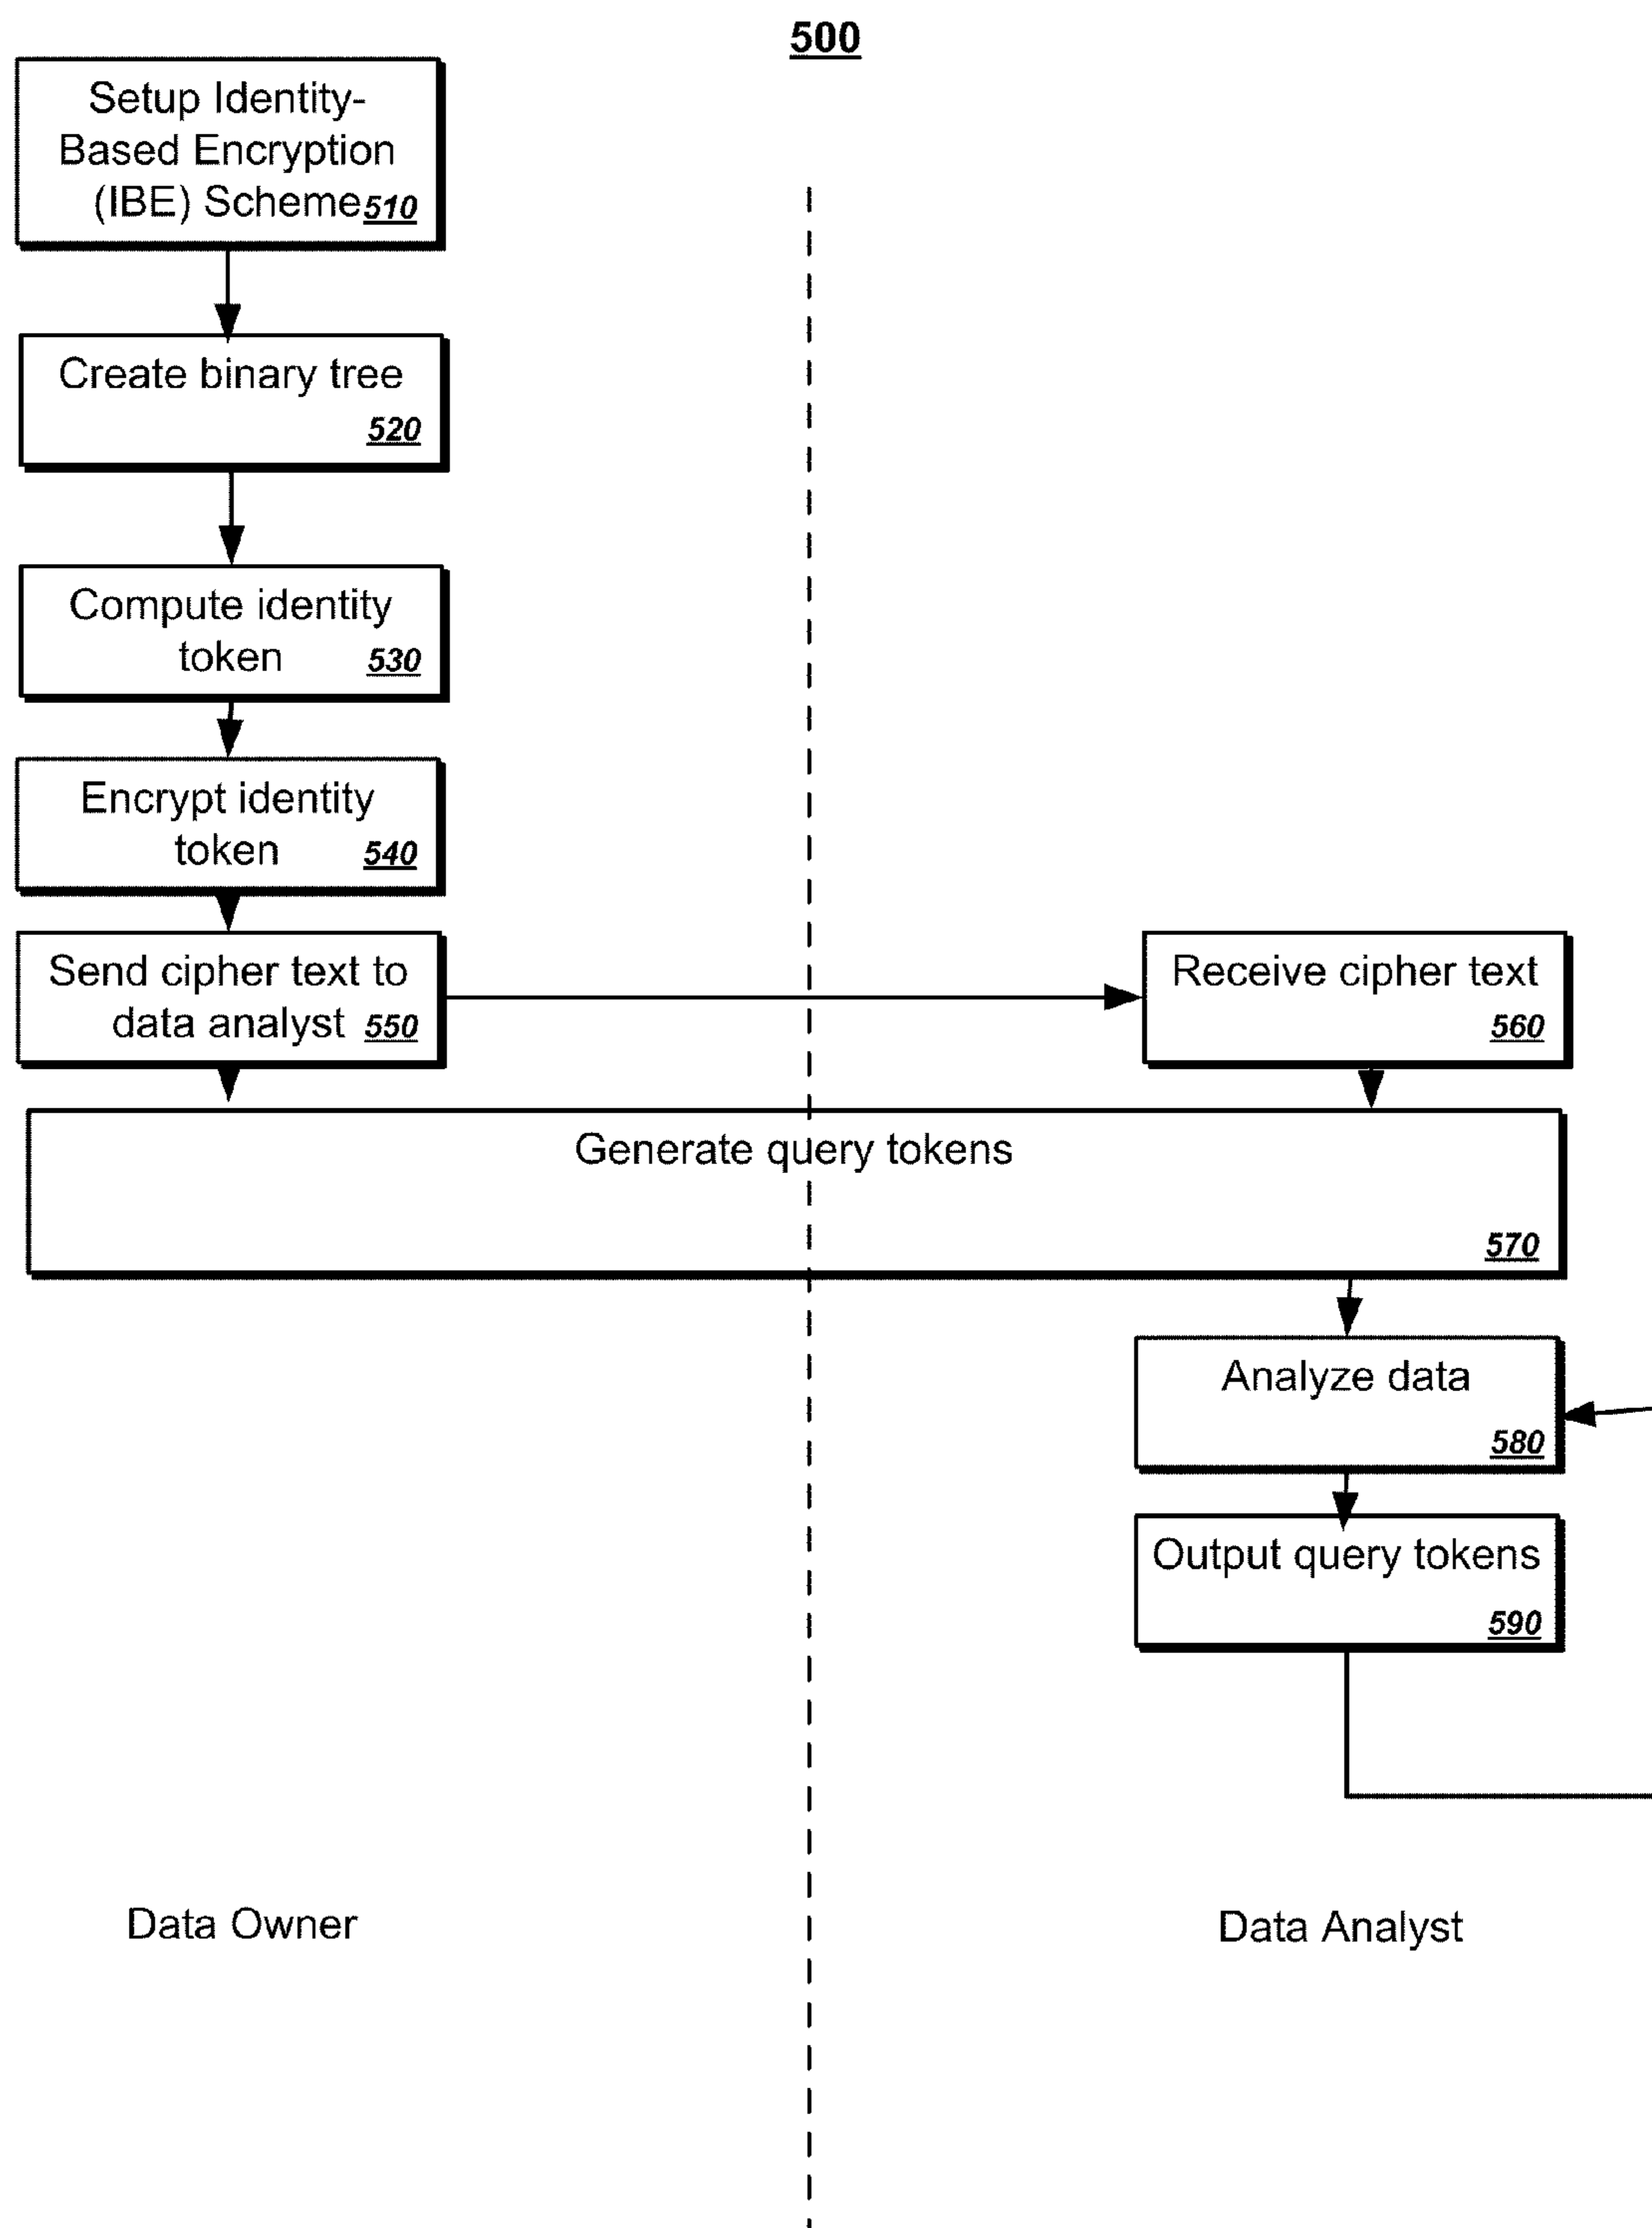 500
Setup Identity-
Based Encryption
(IBE) Scheme 510
Create binary tree
520
Compute identity
token 530
Encrypt identity
token 540
Send cipher text to
data analyst 550
Receive cipher text
560
Generate query tokens
570
Analyze data
580
Output query tokens
590
Data Owner
Data Analyst